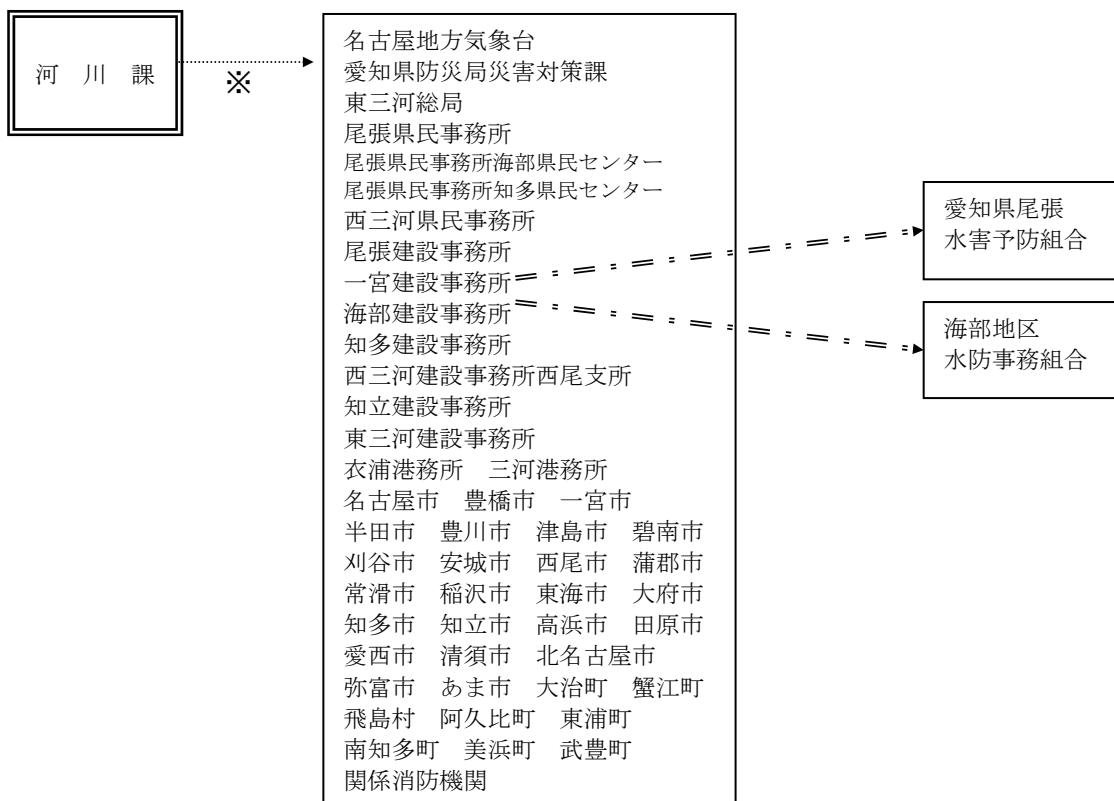 河　川　課
※
名古屋地方気象台
愛知県防災局災害対策課
東三河総局
尾張県民事務所
尾張県民事務所海部県民センター
尾張県民事務所知多県民センター
西三河県民事務所
尾張建設事務所
一宮建設事務所
海部建設事務所
知多建設事務所
西三河建設事務所西尾支所
知立建設事務所
東三河建設事務所
衣浦港務所　三河港務所
名古屋市　豊橋市　一宮市
半田市　豊川市　津島市　碧南市
刈谷市　安城市　西尾市　蒲郡市
常滑市　稲沢市　東海市　大府市
知多市　知立市　高浜市　田原市
愛西市　清須市　北名古屋市
弥富市　あま市　大治町　蟹江町
飛島村　阿久比町　東浦町
南知多町　美浜町　武豊町
関係消防機関
愛知県尾張
水害予防組合
海部地区
水防事務組合